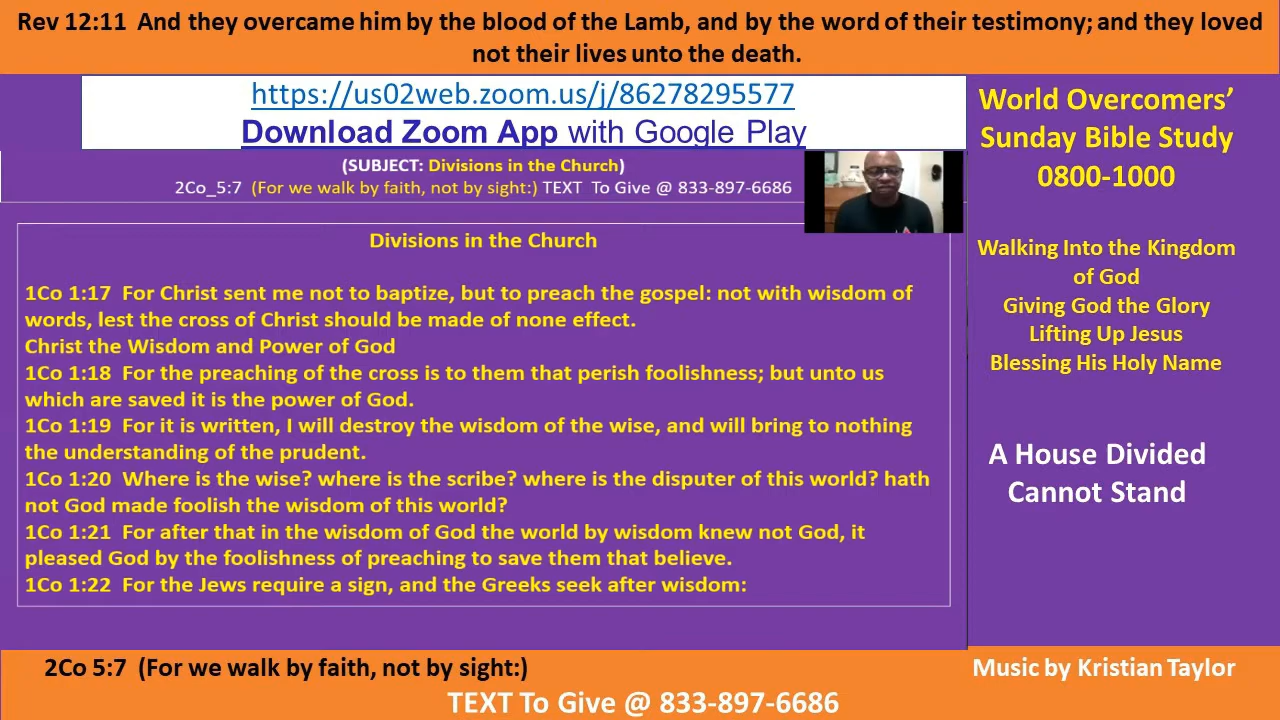 Rev 12:11 And they overcame him by the blood of the Lamb, and by the word of their testimony; and they loved
not their lives unto the death.
https://us02web.zoom.us/j/86278295577
Download Zoom App with Google Play
(SUBJECT: Divisions in the Church)
2Co_5:7 (For we walk by faith, not by sight:) TEXT To Give @ 833-897-6686
Divisions in the Church
1Co 1:17 For Christ sent me not to baptize, but to preach the gospel: not with wisdom of
words, lest the cross of Christ should be made of none effect.
Christ the Wisdom and Power of God
1Co 1:18 For the preaching of the cross is to them that perish foolishness; but unto us
which are saved it is the power of God.
1Co 1:19 For it is written, I will destroy the wisdom of the wise, and will bring to nothing
the understanding of the prudent.
1Co 1:20 Where is the wise? where is the scribe? where is the disputer of this world? hath
not God made foolish the wisdom of this world?
1Co 1:21 For after that in the wisdom of God the world by wisdom knew not God, it
pleased God by the foolishness of preaching to save them that believe.
1Co 1:22 For the Jews require a sign, and the Greeks seek after wisdom:
World Overcomers’
Sunday Bible Study
0800-1000
Walking Into the Kingdom
of God
Giving God the Glory
Lifting Up Jesus
Blessing His Holy Name
A House Divided
Cannot Stand
2Co 5:7 (For we walk by faith, not by sight:)
Music by Kristian Taylor
TEXT To Give @ 833-897-6686